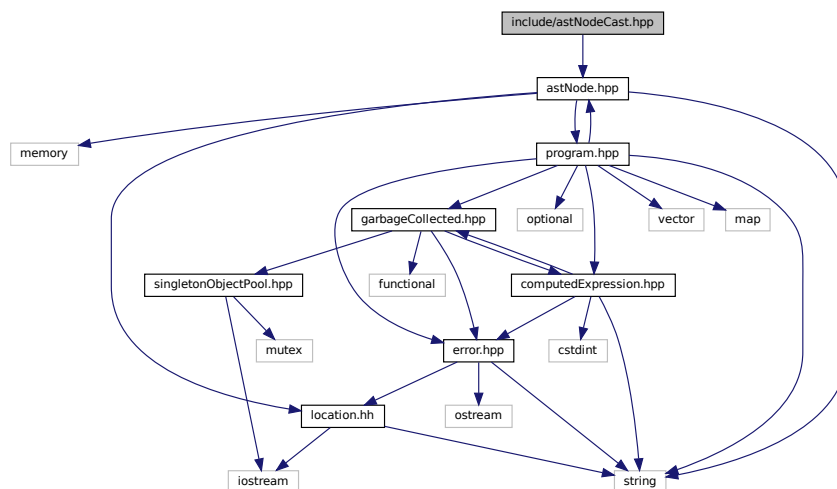 include/astNodeCast.hpp
astNode.hpp
memory
program.hpp
garbageCollected.hpp
optional
vector
map
singletonObjectPool.hpp
functional
computedExpression.hpp
mutex
error.hpp
cstdint
location.hh
ostream
iostream
string